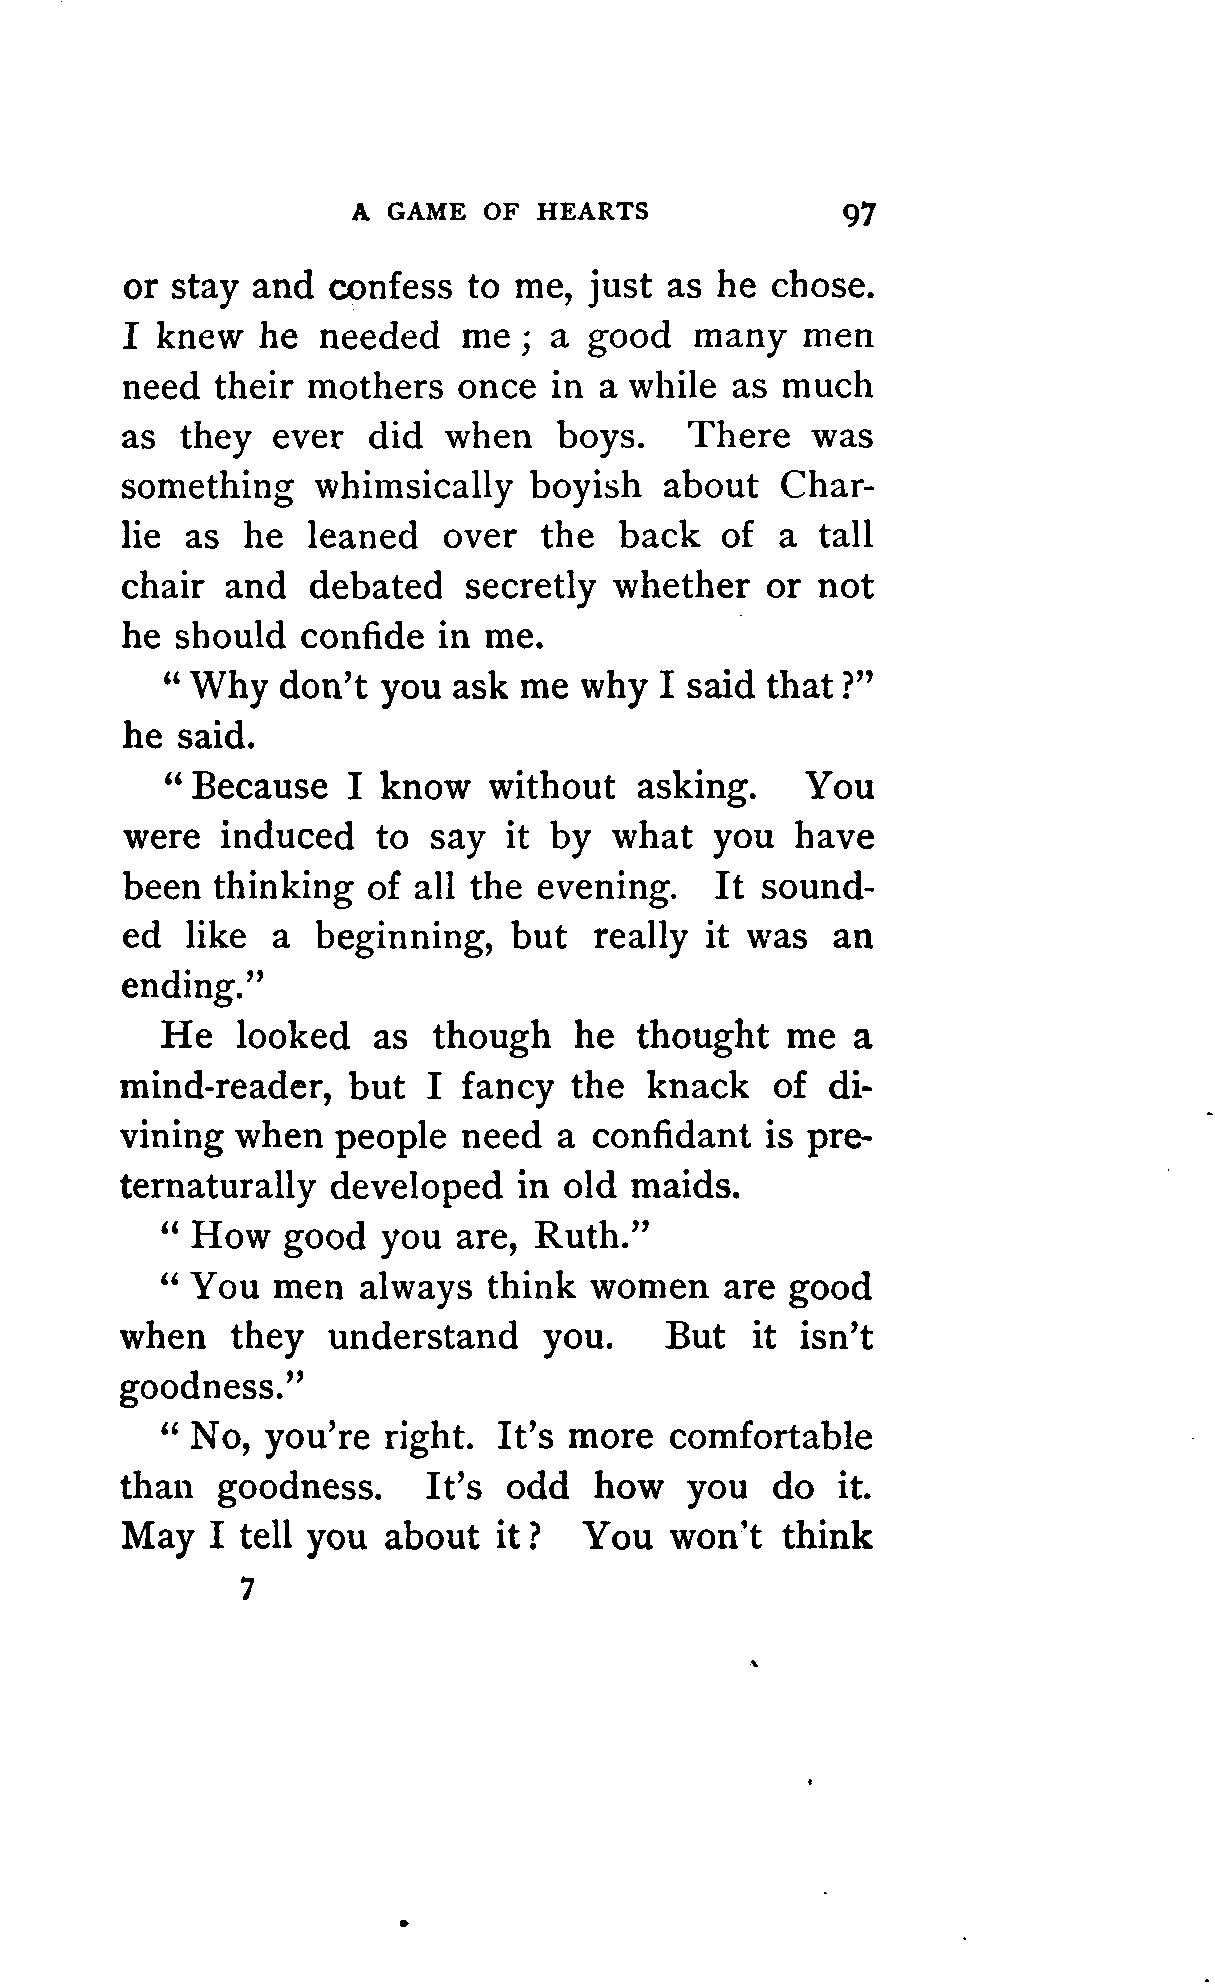 A GAME OF HEARTS 97
or stay and confess to me, just as he chose.
I knew he needed me ; a good many men
need their mothers once in a while as much
as they ever did when boys. There was
something whimsically boyish about Char-
lie as he leaned over the back of a tall
chair and debated secretly whether or not
he should confide in me.
“ Why don't you ask me why I said that ?”
he said.
“ Because I know without asking. You
were induced to say it by what you have
been thinking of all the evening. It sound-
ed like a beginning, but really it was an
ending.”
He looked as though he thought me a
mind-reader, but I fancy the knack of di-
vining when people need a confidant is pre-
ternaturally developed in old maids.
“ How good you are, Ruth.”
“ You men always think women are good
when they understand you. But it isn't
goodness.”
“ No, you're right. It's more comfortable
than goodness. It's odd how you do it.
May I tell you about it ? You won't think
7